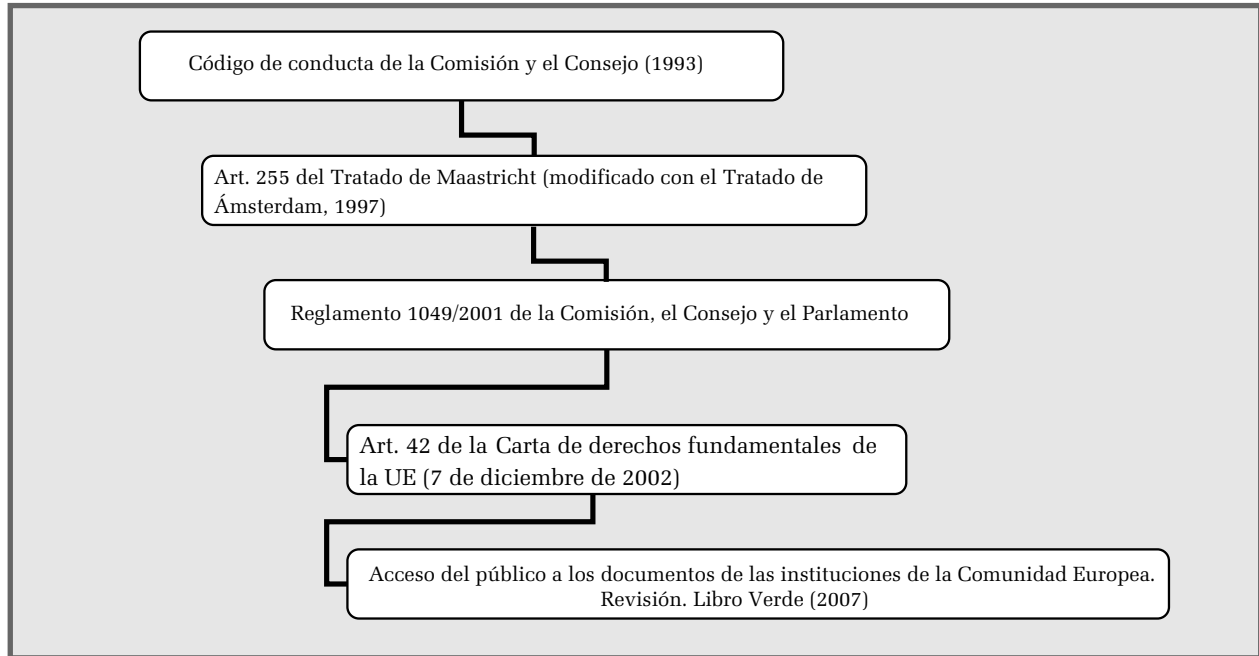 Código de conducta de la Comisión y el Consejo (1993)
Art. 255 del Tratado de Maastricht (modificado con el Tratado de
Ámsterdam, 1997)
Reglamento 1049/2001 de la Comisión, el Consejo y el Parlamento
Art. 42 de la Carta de derechos fundamentales de
la UE (7 de diciembre de 2002)
Acceso del público a los documentos de las instituciones de la Comunidad Europea.
Revisión. Libro Verde (2007)